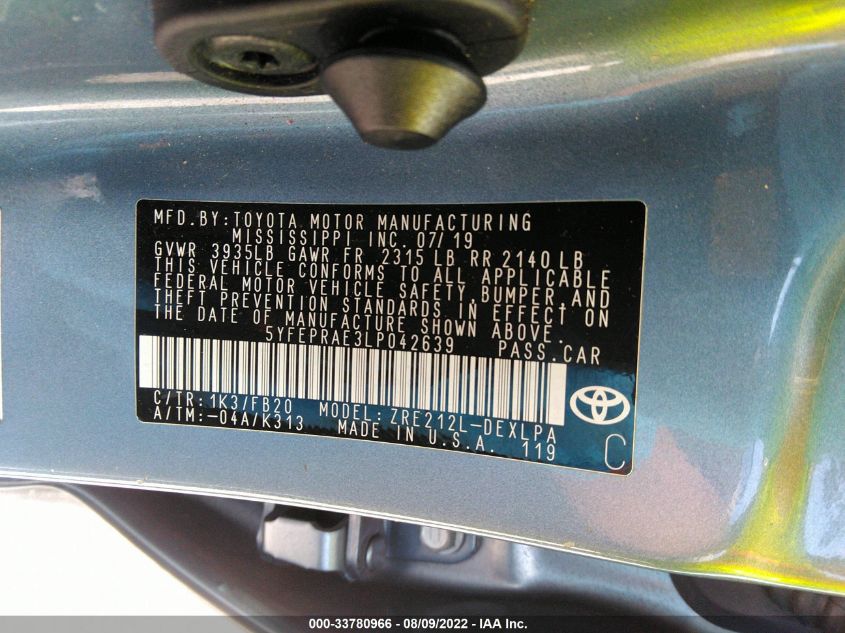 MFD.BY:TOYOTA MOTOR MANUFACTURING
MISSISSIPPI INC. 07/19
GVWR 3935LB GAWR FR 2315 LB RR 2140 LB
THIS VEHICLE CONFORMS TO ALL APPLICABLE
FEDERAL MOTOR VEHICLE SAFETY,BUMPER,AND
THEFT PREVENTION STANDARDS IN EFFECT ON
THE DATE OF MANUFACTURE SHOWN ABOVE.
5YFEPRAE3LP042639 PASS.CAR
C/TR:1K3/FB20 MODEL:ZRE212L-DEXLPA
A/TM:-04A/K313 MADE IN U.S.A. 119 C
000-33780966 - 08/09/2022 - IAA Inc.